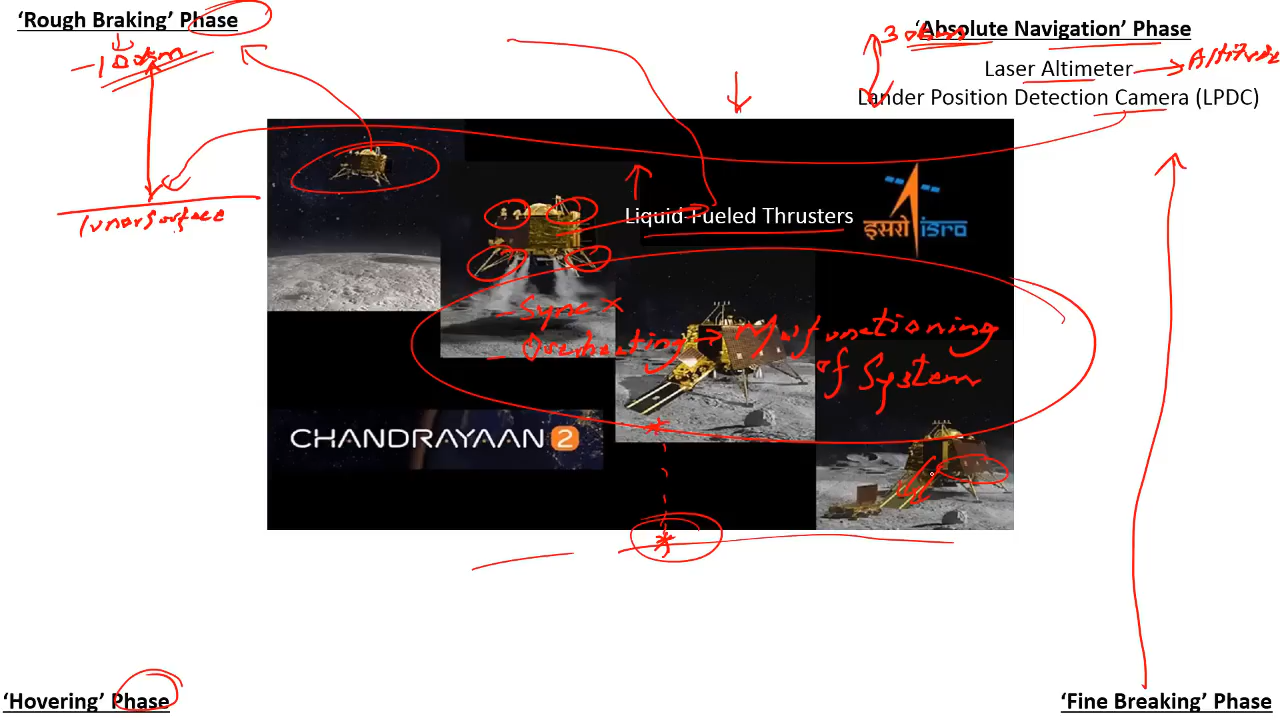 ‘Rough Braking’ Phase
‘Absolute Navigation’ Phase
Laser Altimeter
Altitude
Lander Position Detection Camera (LPDC)
lunar surface
Liquid Fueled Thrusters
इसरो isro
- Sync x
- Overheating → Malfunctioning
of System
CHANDRAYAAN 2
‘Hovering’ Phase
‘Fine Breaking’ Phase